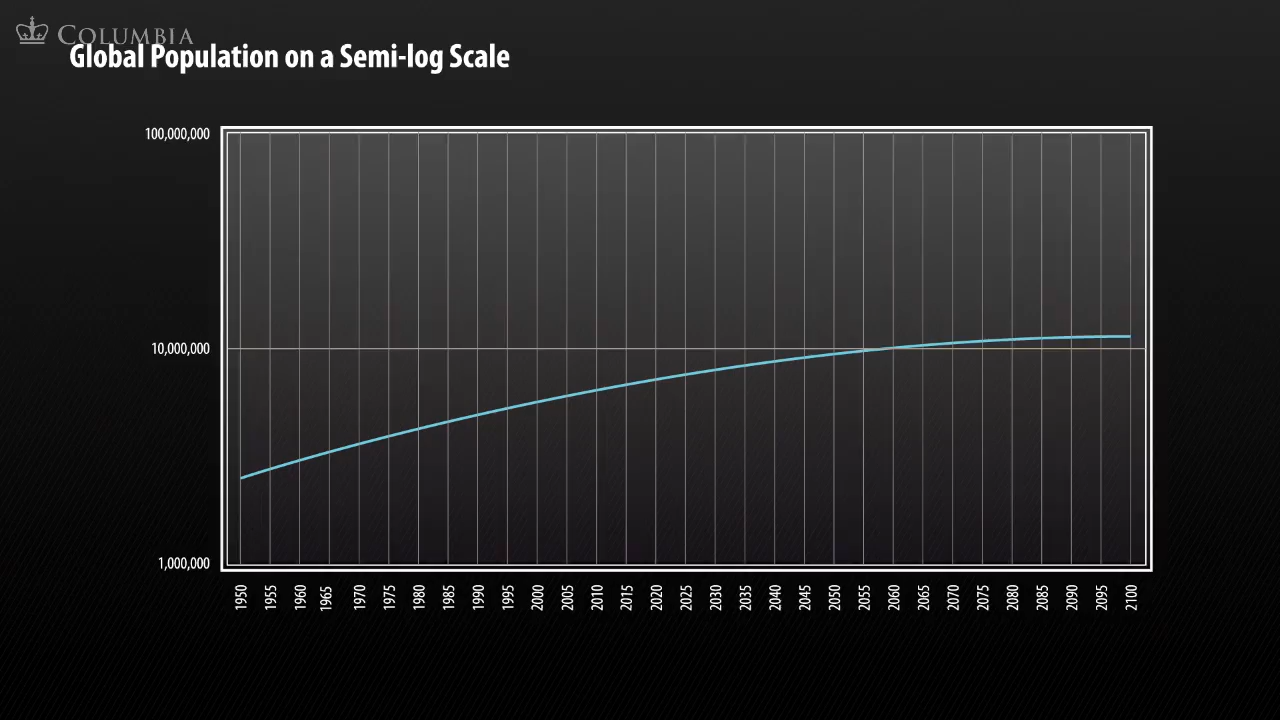 COLUMBIA
Global Population on a Semi-log Scale
100,000,000
10,000,000
1,000,000
1950 1955 1960 1965 1970 1975 1980 1985 1990 1995 2000 2005 2010 2015 2020 2025 2030 2035 2040 2045 2050 2055 2060 2065 2070 2075 2080 2085 2090 2095 2100